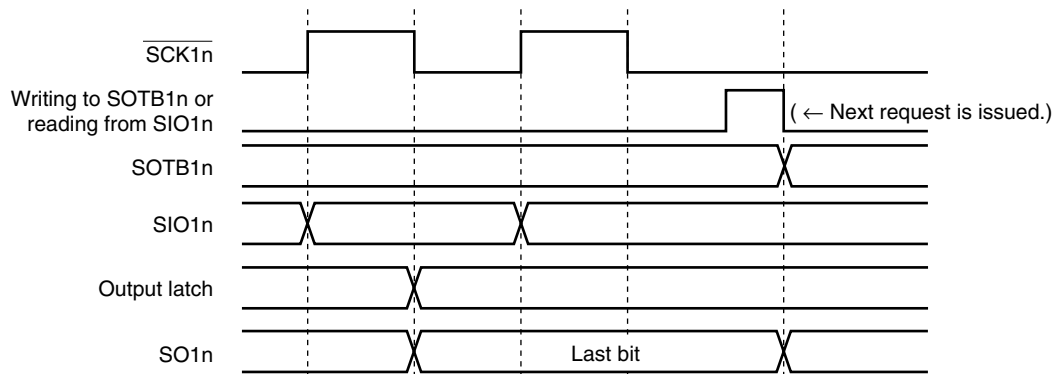 SCK1n
Writing to SOTB1n or
reading from SIO1n
( ← Next request is issued.)
SOTB1n
SIO1n
Output latch
SO1n
Last bit